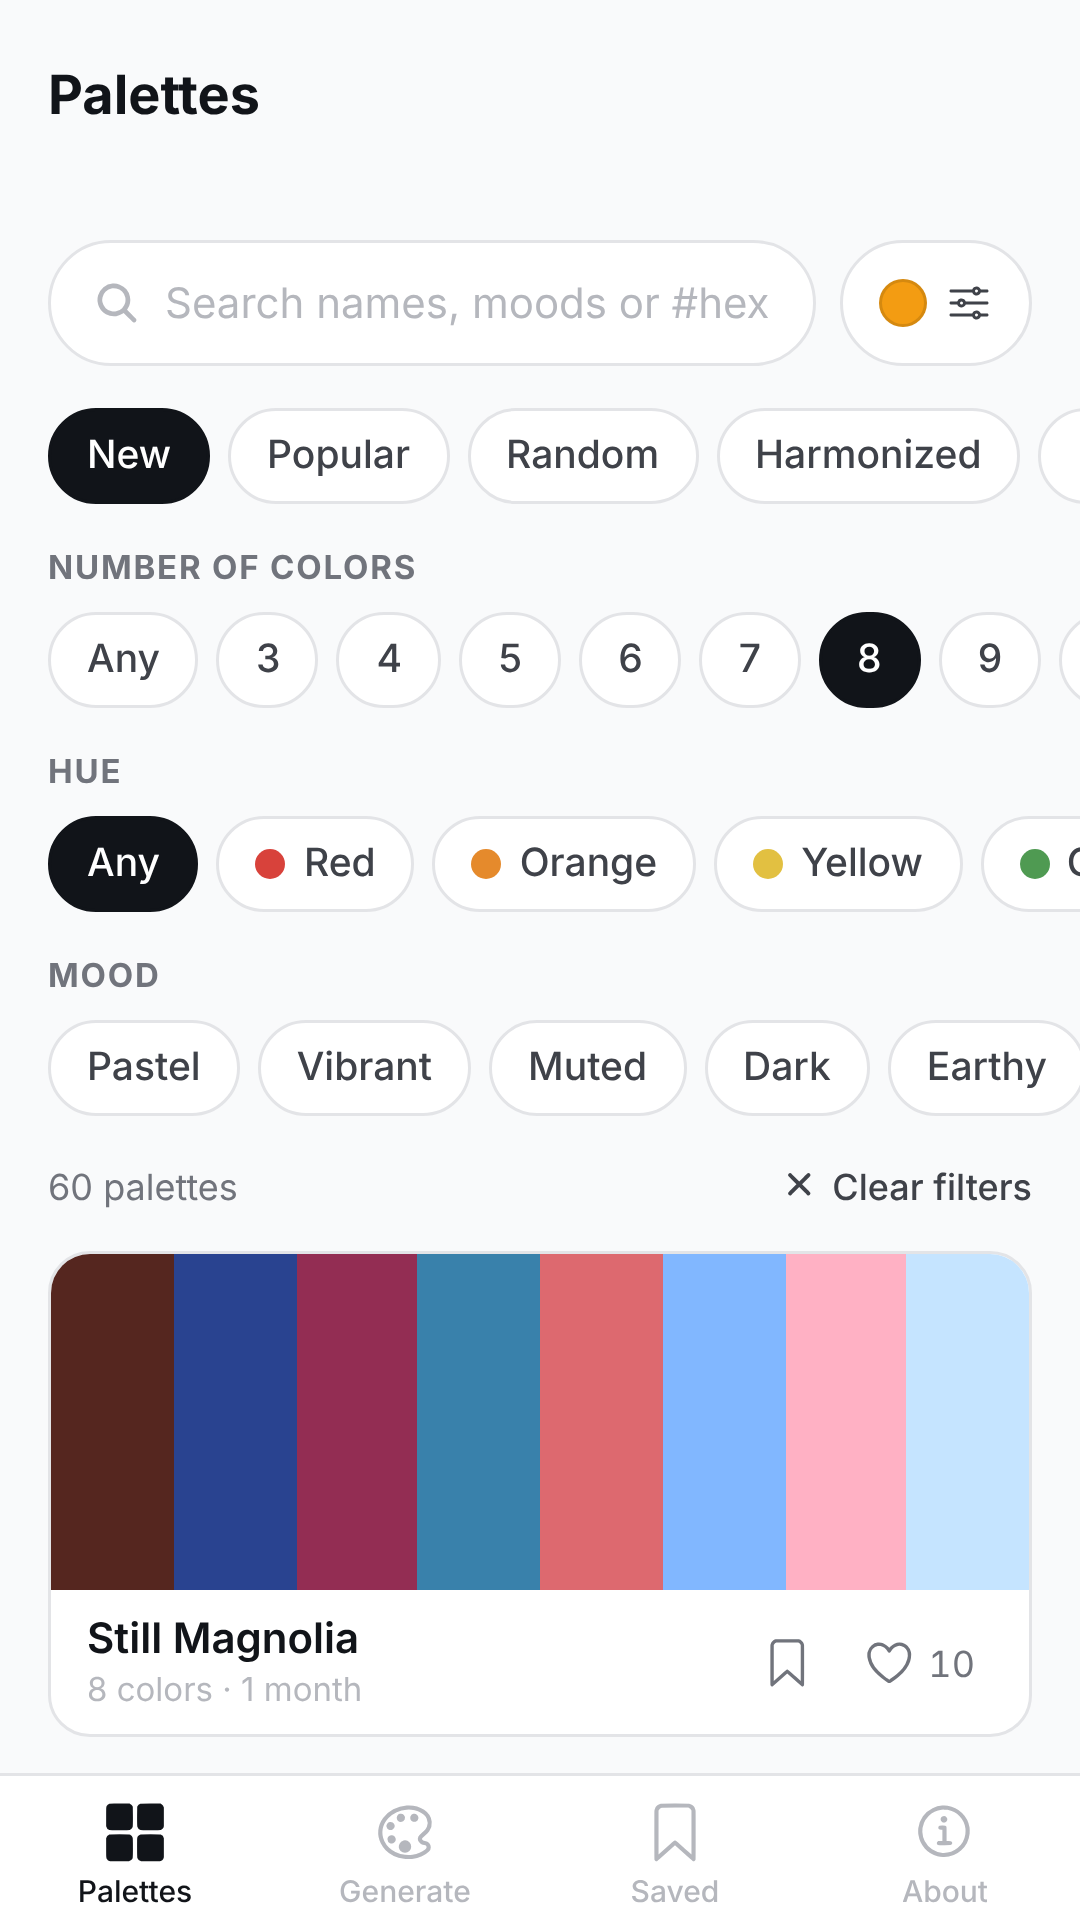 Palettes
Search names, moods or #hex
New Popular Random Harmonized
NUMBER OF COLORS
Any 3 4 5 6 7 8 9
HUE
Any Red Orange Yellow
MOOD
Pastel Vibrant Muted Dark Earthy
60 palettes Clear filters
Still Magnolia
8 colors · 1 month
10
Palettes Generate Saved About